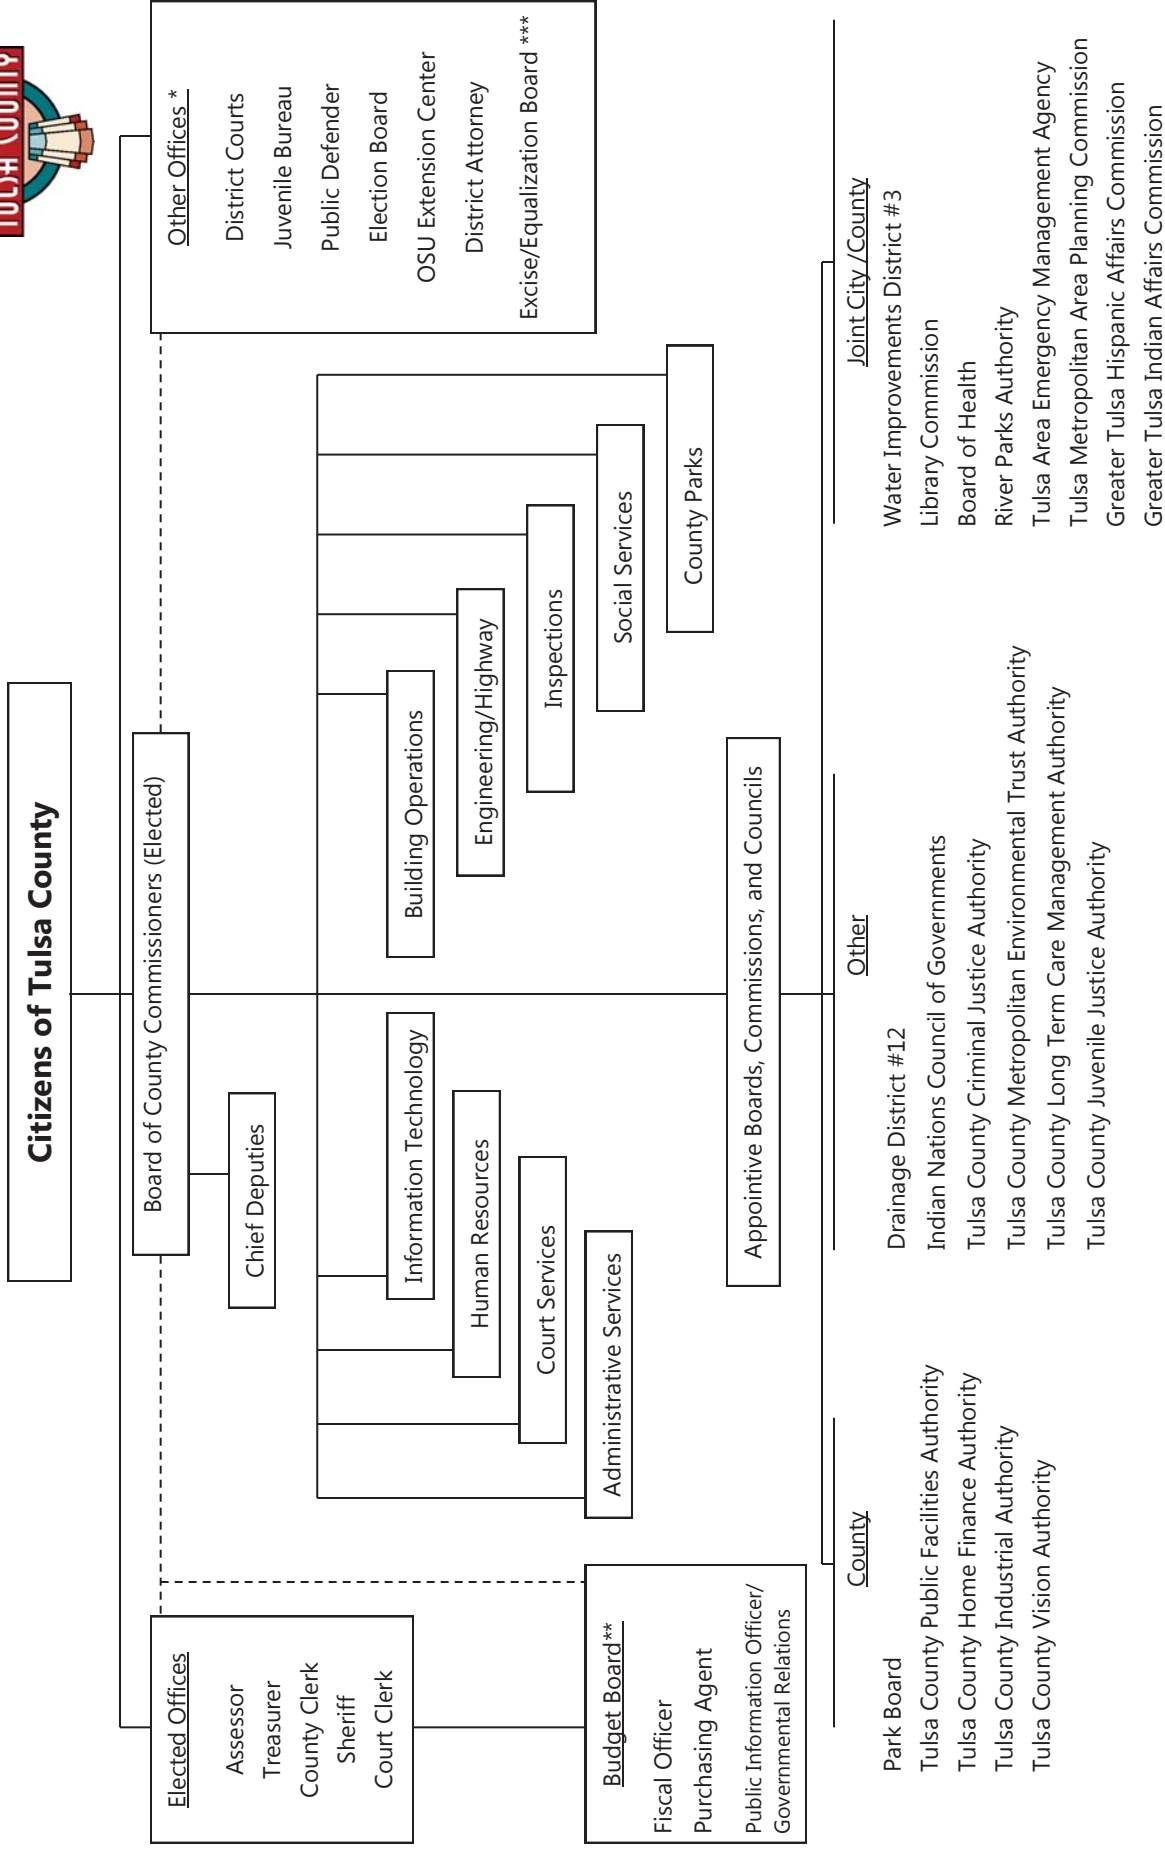 TULSA COUNTY
Citizens of Tulsa County
Board of County Commissioners (Elected)
Chief Deputies
Elected Offices
Assessor
Treasurer
County Clerk
Sheriff
Court Clerk
Other Offices *
District Courts
Juvenile Bureau
Public Defender
Election Board
OSU Extension Center
District Attorney
Excise/Equalization Board ***
Information Technology
Human Resources
Court Services
Administrative Services
Building Operations
Engineering/Highway
Inspections
Social Services
County Parks
Budget Board**
Fiscal Officer
Purchasing Agent
Public Information Officer/
Governmental Relations
Appointive Boards, Commissions, and Councils
County
Park Board
Tulsa County Public Facilities Authority
Tulsa County Home Finance Authority
Tulsa County Industrial Authority
Tulsa County Vision Authority
Other
Drainage District #12
Indian Nations Council of Governments
Tulsa County Criminal Justice Authority
Tulsa County Metropolitan Environmental Trust Authority
Tulsa County Long Term Care Management Authority
Tulsa County Juvenile Justice Authority
Joint City /County
Water Improvements District #3
Library Commission
Board of Health
River Parks Authority
Tulsa Area Emergency Management Agency
Tulsa Metropolitan Area Planning Commission
Greater Tulsa Hispanic Affairs Commission
Greater Tulsa Indian Affairs Commission